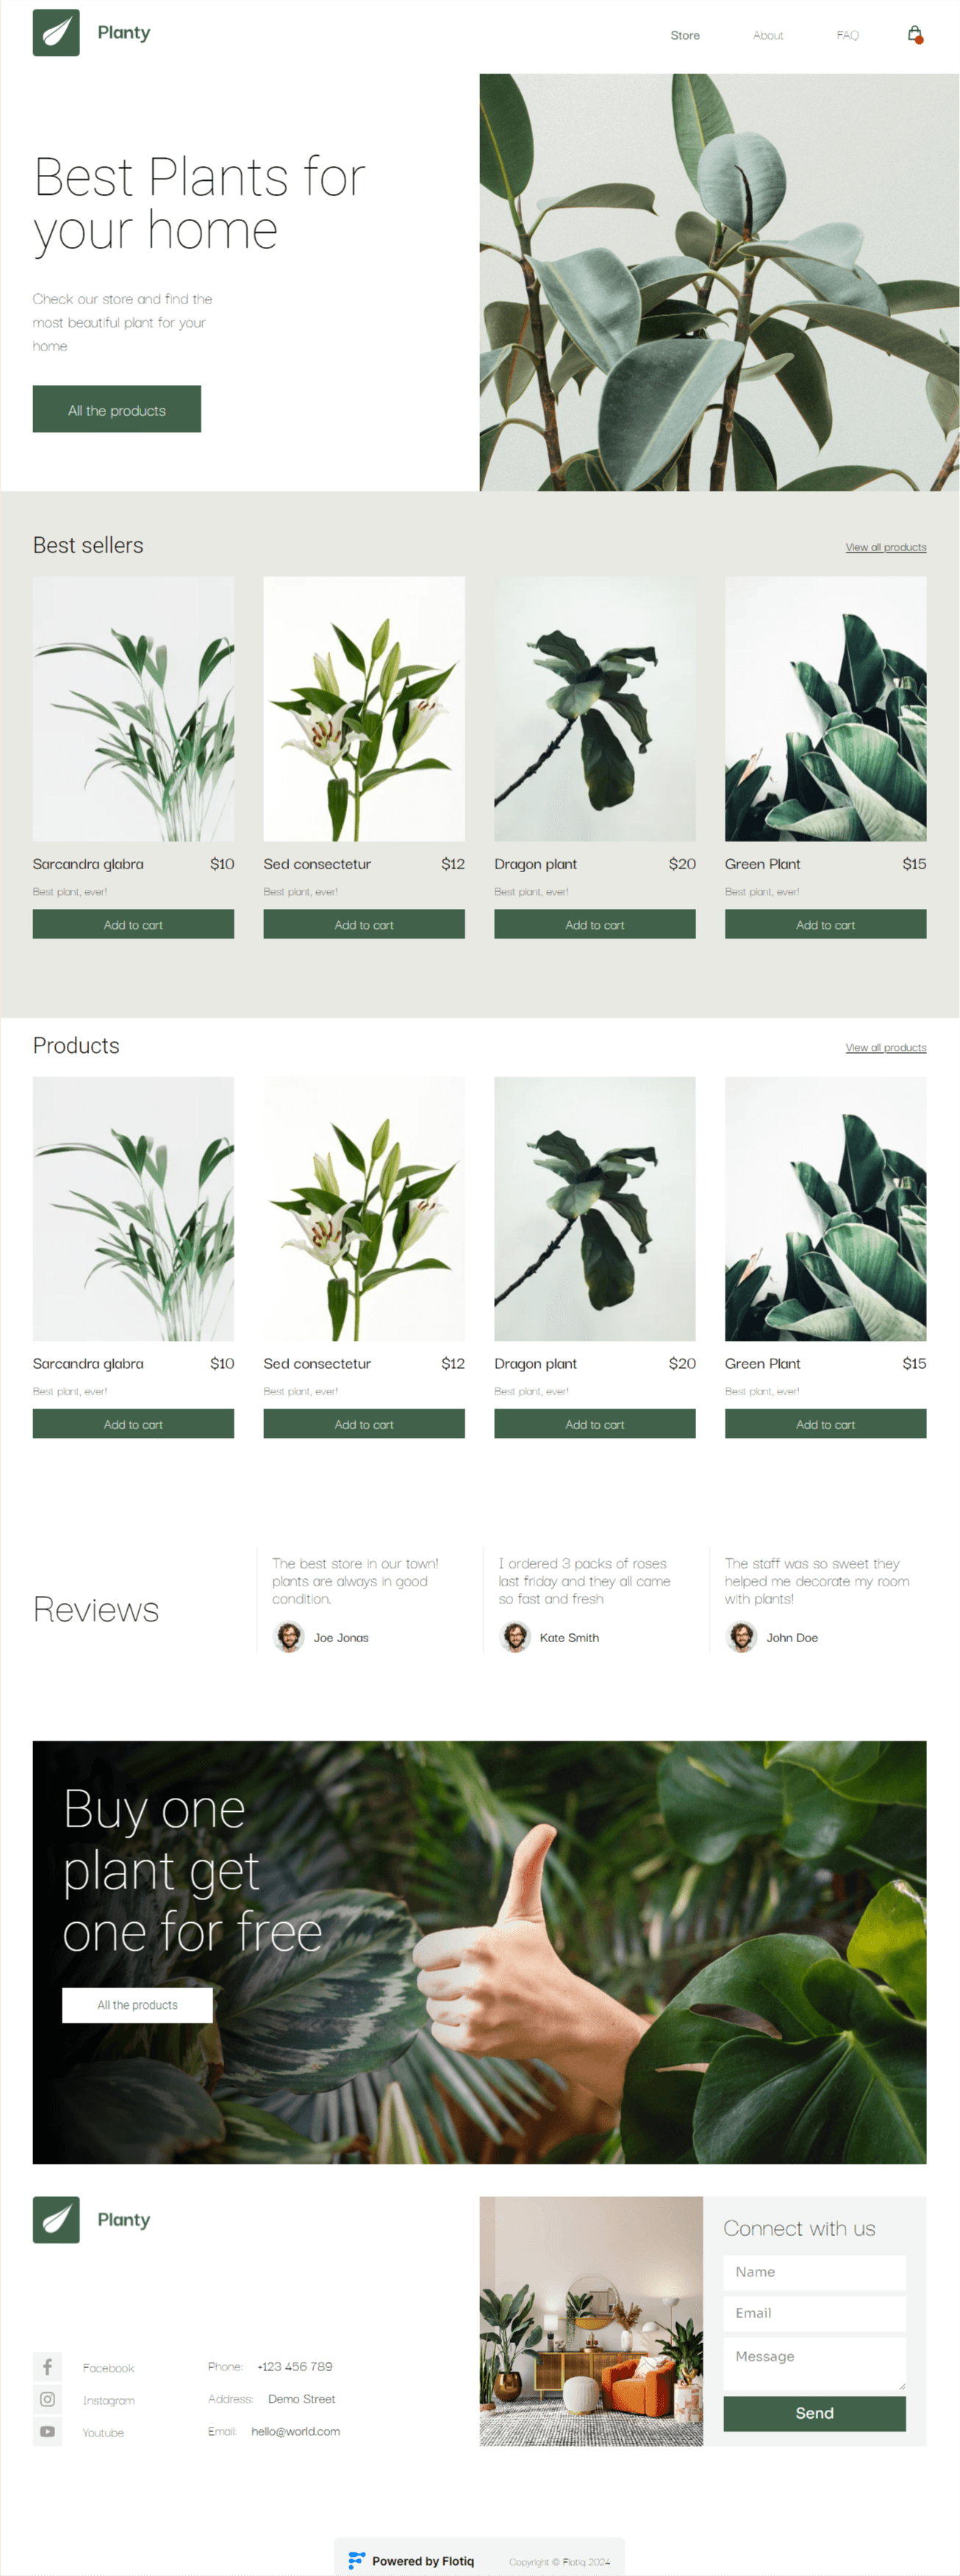 Planty
Store About FAQ
Best Plants for
your home
Check our store and find the
most beautiful plant for your
home
All the products
Best sellers
View all products
Sarcandra glabra $10
Best plant, ever!
Add to cart
Sed consectetur $12
Best plant, ever!
Add to cart
Dragon plant $20
Best plant, ever!
Add to cart
Green Plant $15
Best plant, ever!
Add to cart
Products
View all products
Sarcandra glabra $10
Best plant, ever!
Add to cart
Sed consectetur $12
Best plant, ever!
Add to cart
Dragon plant $20
Best plant, ever!
Add to cart
Green Plant $15
Best plant, ever!
Add to cart
Reviews
The best store in our town!
plants are always in good
condition.
Joe Jonas
I ordered 3 packs of roses
last friday and they all came
so fast and fresh
Kate Smith
The staff was so sweet they
helped me decorate my room
with plants!
John Doe
Buy one
plant get
one for free
All the products
Planty
Facebook
Instagram
Youtube
Phone: +123 456 789
Address: Demo Street
Email: hello@world.com
Connect with us
Name
Email
Message
Send
Powered by Flotiq
Copyright © Flotiq 2024